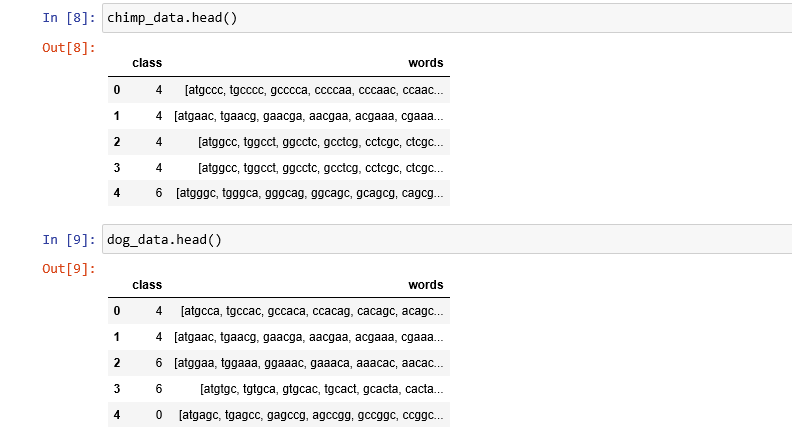 In [8]: chimp_data.head()
Out[8]:
class words
0 4 [atgccc, tgcccc, gcccca, ccccaa, cccaac, ccaac...
1 4 [atgaac, tgaacg, gaacga, aacgaa, acgaaa, cgaaa...
2 4 [atggcc, tggcct, ggcctc, gcctcg, cctcgc, ctcgc...
3 4 [atggcc, tggcct, ggcctc, gcctcg, cctcgc, ctcgc...
4 6 [atgggc, tgggca, gggcag, ggcagc, gcagcg, cagcg...
In [9]: dog_data.head()
Out[9]:
class words
0 4 [atgcca, tgccac, gccaca, ccacag, cacagc, acagc...
1 4 [atgaac, tgaacg, gaacga, aacgaa, acgaaa, cgaaa...
2 6 [atggaa, tggaaa, ggaaac, gaaaca, aaacac, aacac...
3 6 [atgtgc, tgtgca, gtgcac, tgcact, gcacta, cacta...
4 0 [atgagc, tgagcc, gagccg, agccgg, gccggc, ccggc...